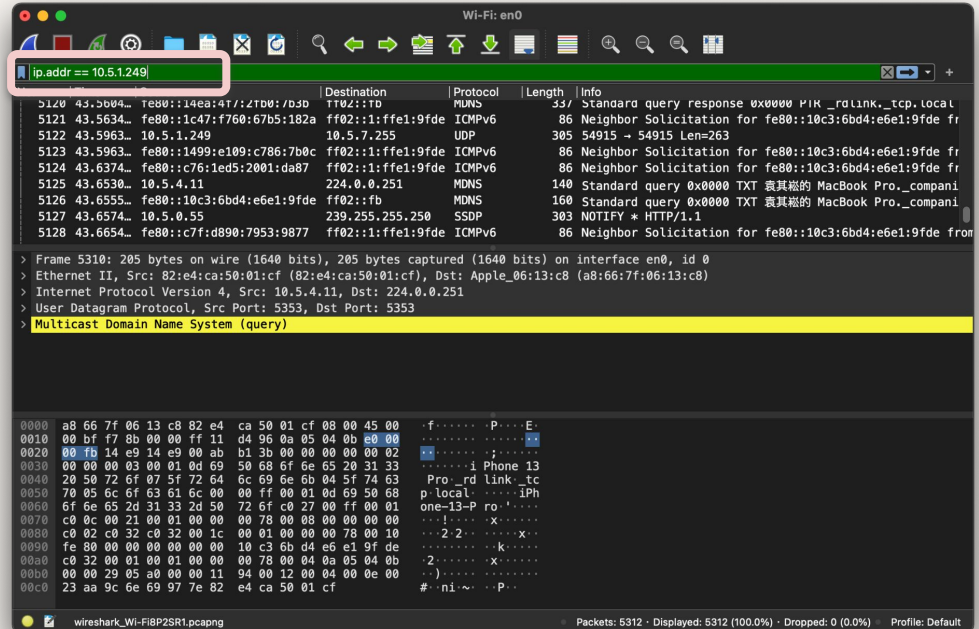 Wi-Fi: en0
ip.addr == 10.5.1.249
Destination Protocol Length Info
5120 43.5604… fe80::14ea:4f7:2fb0:7b3b ff02::fb MDNS 337 Standard query response 0x0000 PTR _rdlink._tcp.local
5121 43.5634… fe80::1c47:f760:67b5:182a ff02::1:ffe1:9fde ICMPv6 86 Neighbor Solicitation for fe80::10c3:6bd4:e6e1:9fde fr
5122 43.5963… 10.5.1.249 10.5.7.255 UDP 305 54915 → 54915 Len=263
5123 43.5963… fe80::1499:e109:c786:7b0c ff02::1:ffe1:9fde ICMPv6 86 Neighbor Solicitation for fe80::10c3:6bd4:e6e1:9fde fr
5124 43.6374… fe80::c76:1ed5:2001:da87 ff02::1:ffe1:9fde ICMPv6 86 Neighbor Solicitation for fe80::10c3:6bd4:e6e1:9fde fr
5125 43.6530… 10.5.4.11 224.0.0.251 MDNS 140 Standard query 0x0000 TXT 袁其崧的 MacBook Pro._compani
5126 43.6555… fe80::10c3:6bd4:e6e1:9fde ff02::fb MDNS 160 Standard query 0x0000 TXT 袁其崧的 MacBook Pro._compani
5127 43.6574… 10.5.0.55 239.255.255.250 SSDP 303 NOTIFY * HTTP/1.1
5128 43.6654… fe80::c7f:d890:7953:9877 ff02::1:ffe1:9fde ICMPv6 86 Neighbor Solicitation for fe80::10c3:6bd4:e6e1:9fde from
> Frame 5310: 205 bytes on wire (1640 bits), 205 bytes captured (1640 bits) on interface en0, id 0
> Ethernet II, Src: 82:e4:ca:50:01:cf (82:e4:ca:50:01:cf), Dst: Apple_06:13:c8 (a8:66:7f:06:13:c8)
> Internet Protocol Version 4, Src: 10.5.4.11, Dst: 224.0.0.251
> User Datagram Protocol, Src Port: 5353, Dst Port: 5353
> Multicast Domain Name System (query)
0000 a8 66 7f 06 13 c8 82 e4 ca 50 01 cf 08 00 45 00 ·f······ ·P····E·
0010 00 bf f7 8b 00 00 ff 11 d4 96 0a 05 04 0b e0 00 ········ ········
0020 00 fb 14 e9 14 e9 00 ab b1 3b 00 00 00 00 00 02 ········ ·;······
0030 00 00 00 03 00 01 0d 69 50 68 6f 6e 65 20 31 33 ·······i Phone 13
0040 20 50 72 6f 07 5f 72 64 6c 69 6e 6b 04 5f 74 63 Pro·_rd link·_tc
0050 70 05 6c 6f 63 61 6c 00 00 ff 00 01 0d 69 50 68 p·local· ·····iPh
0060 6f 6e 65 2d 31 33 2d 50 72 6f c0 27 00 ff 00 01 one-13-P ro·'····
0070 c0 0c 00 21 00 01 00 00 00 78 00 08 00 00 00 00 ···!···· ·x······
0080 c0 02 c0 32 c0 32 00 1c 00 01 00 00 00 78 00 10 ···2·2·· ·····x··
0090 fe 80 00 00 00 00 00 00 10 c3 6b d4 e6 e1 9f de ········ ··k·····
00a0 c0 32 00 01 00 01 00 00 00 78 00 04 0a 05 04 0b ·2······ ·x······
00b0 00 00 29 05 a0 00 00 11 94 00 12 00 04 00 0e 00 ··)····· ········
00c0 23 aa 9c 6e 69 97 7e 82 e4 ca 50 01 cf #··ni·~· ··P··
wireshark_Wi-Fi8P2SR1.pcapng Packets: 5312 · Displayed: 5312 (100.0%) · Dropped: 0 (0.0%) Profile: Default